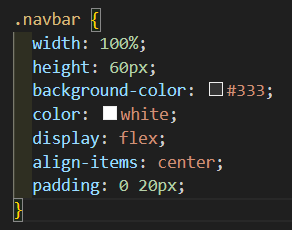 .navbar {
  width: 100%;
  height: 60px;
  background-color: #333;
  color: white;
  display: flex;
  align-items: center;
  padding: 0 20px;
}